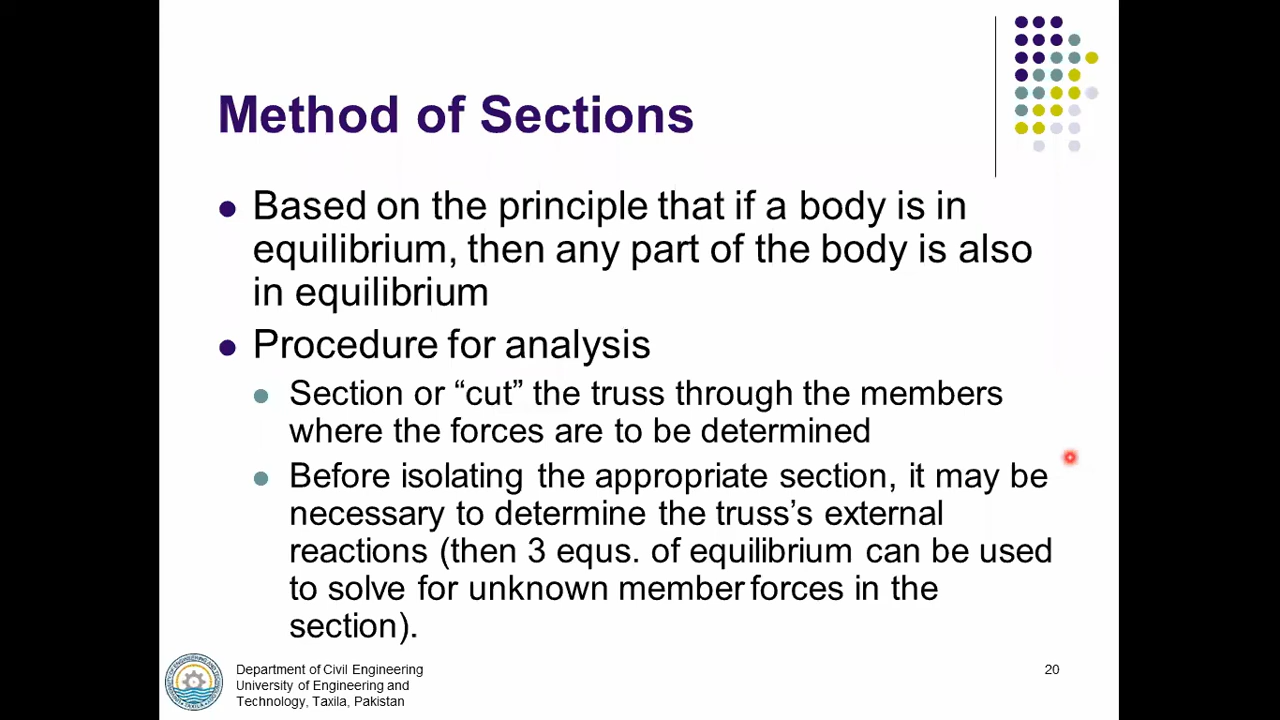 Method of Sections
Based on the principle that if a body is in
equilibrium, then any part of the body is also
in equilibrium
Procedure for analysis
Section or “cut” the truss through the members
where the forces are to be determined
Before isolating the appropriate section, it may be
necessary to determine the truss’s external
reactions (then 3 equs. of equilibrium can be used
to solve for unknown member forces in the
section).
Department of Civil Engineering
University of Engineering and
Technology, Taxila, Pakistan
20
TAXILA